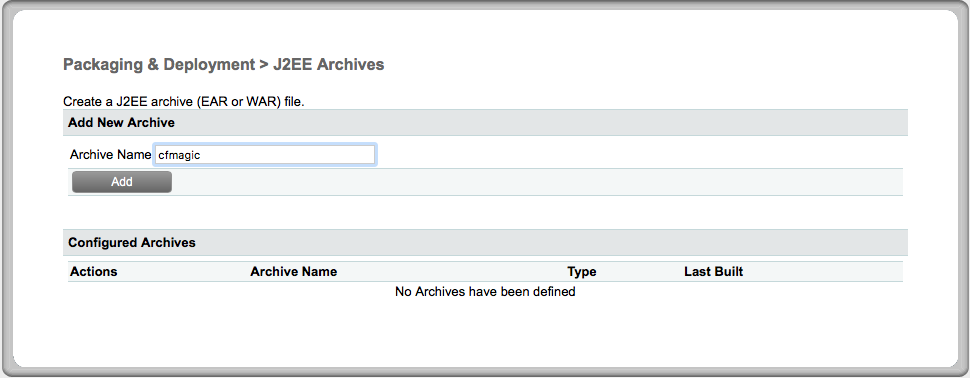 Packaging & Deployment > J2EE Archives
Create a J2EE archive (EAR or WAR) file.
Add New Archive
Archive Name cfmagic
Add
Configured Archives
Actions Archive Name Type Last Built
No Archives have been defined